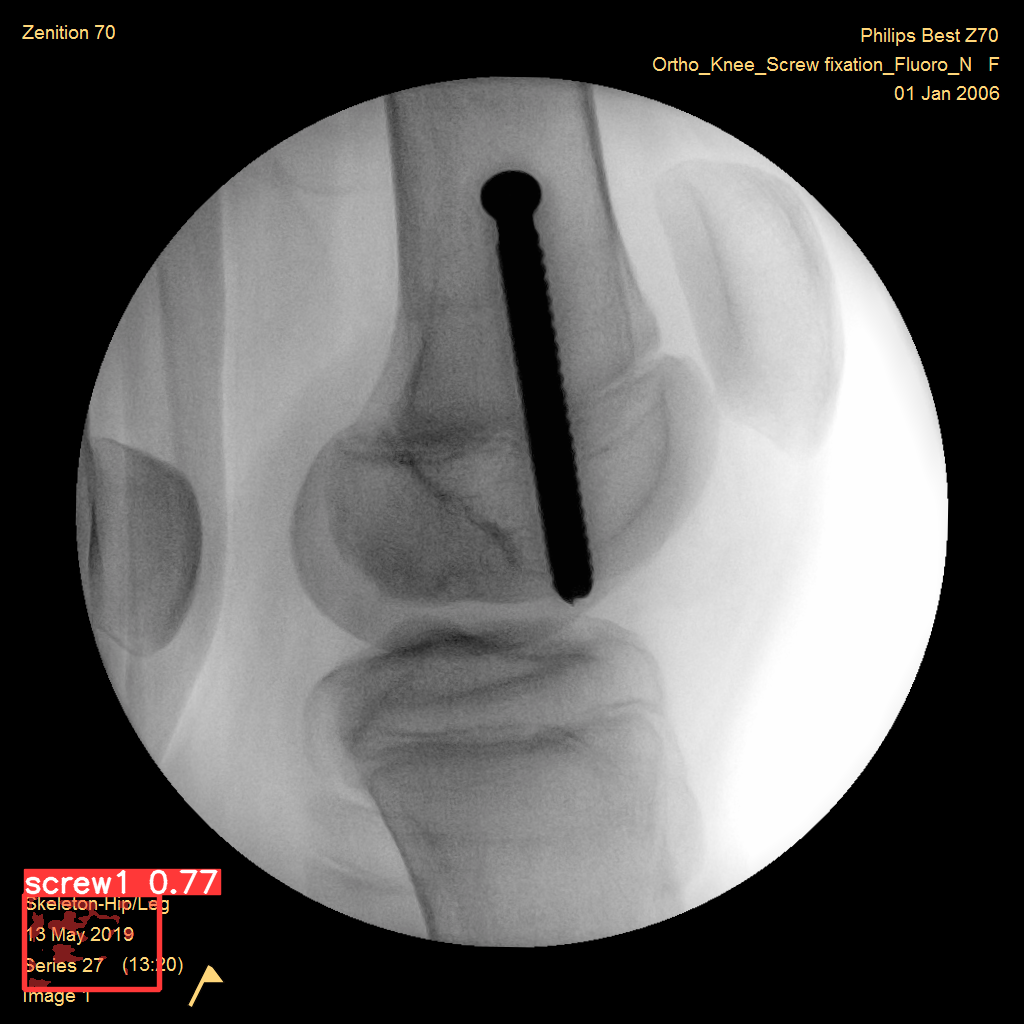 Zenition 70
Philips Best Z70
Ortho_Knee_Screw fixation_Fluoro_N F
01 Jan 2006
screw1 0.77
Skeleton-Hip/Leg
13 May 2019
Series 27 (13:20)
Image 1